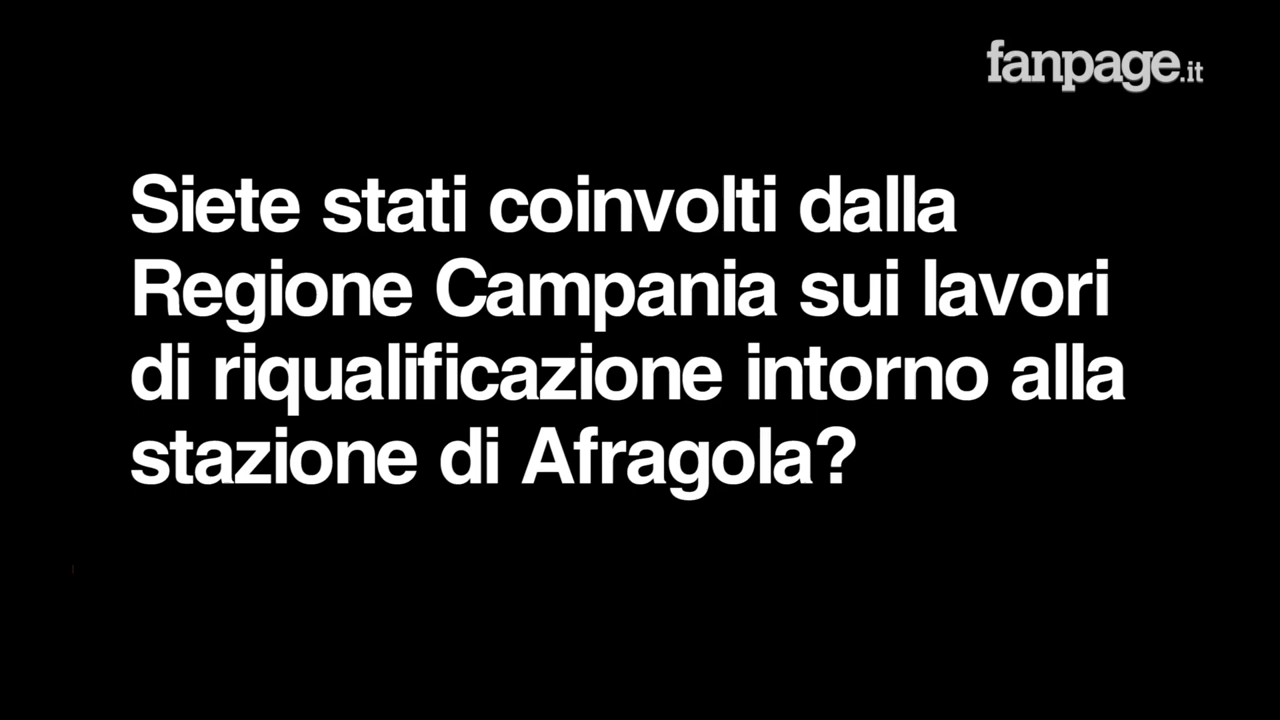 fanpage.it
Siete stati coinvolti dalla
Regione Campania sui lavori
di riqualificazione intorno alla
stazione di Afragola?